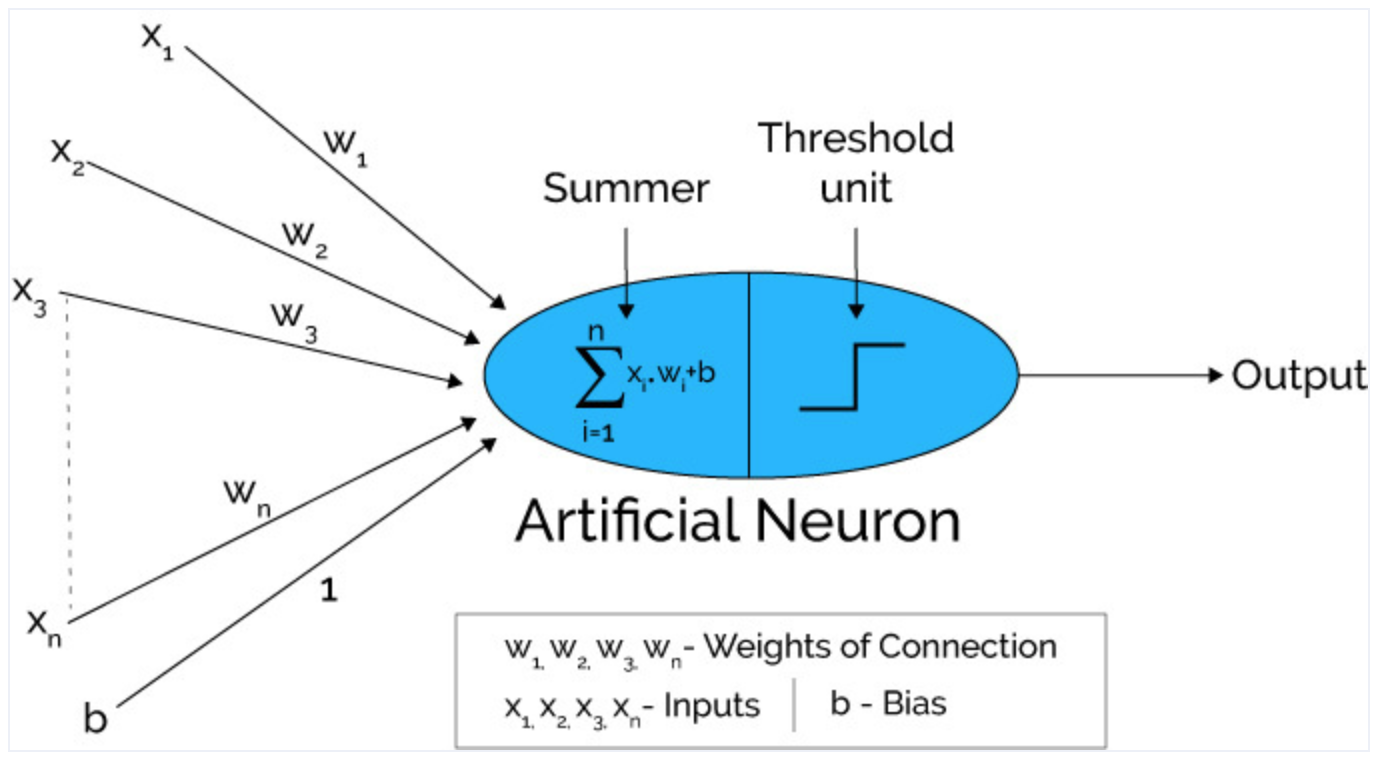 x₁
w₁
x₂
w₂
x₃
w₃
wₙ
xₙ
1
b
Summer
Threshold
unit
n
∑ xᵢ.wᵢ+b
i=1
Output
Artificial Neuron
w₁, w₂, w₃, wₙ- Weights of Connection
x₁, x₂, x₃, xₙ- Inputs | b - Bias